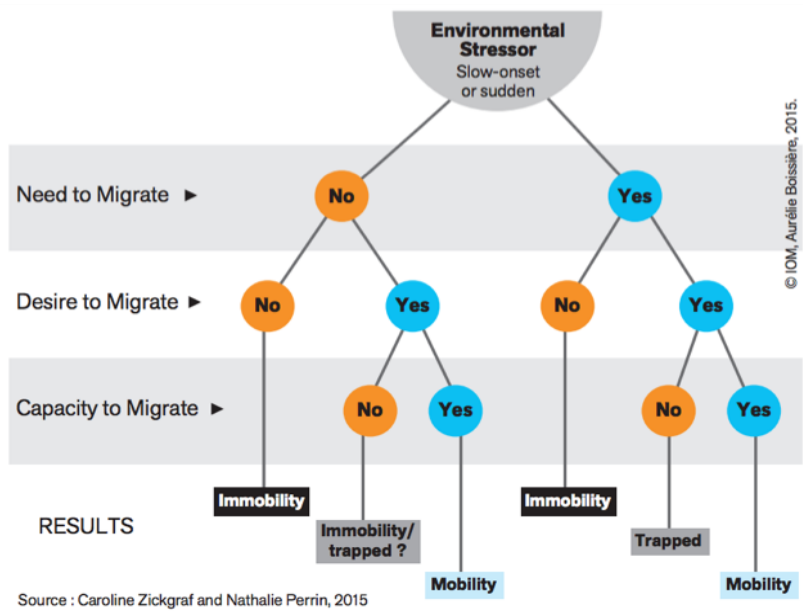 Environmental
Stressor
Slow-onset
or sudden
© IOM, Aurélie Boissière, 2015.
Need to Migrate ►
No
Yes
Desire to Migrate ►
No
Yes
No
Yes
Capacity to Migrate ►
No
Yes
No
Yes
RESULTS
Immobility
Immobility/
trapped ?
Mobility
Immobility
Trapped
Mobility
Source : Caroline Zickgraf and Nathalie Perrin, 2015